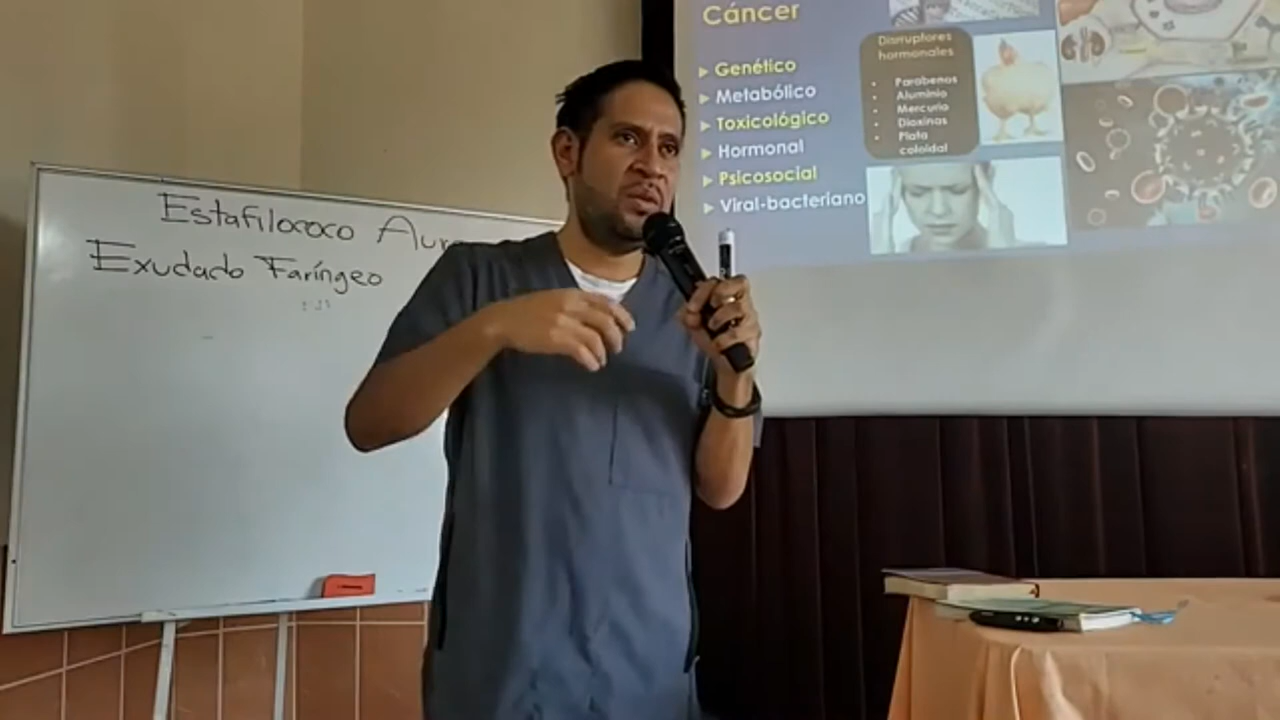 Estafilococo
Exudado Faríngeo
Cáncer
Genético
Metabólico
Toxicológico
Hormonal
Psicosocial
Viral-bacteriano
Disruptores
hormonales
• Parabenos
• Aluminio
• Mercurio
• Dioxinas
• Plata
coloidal